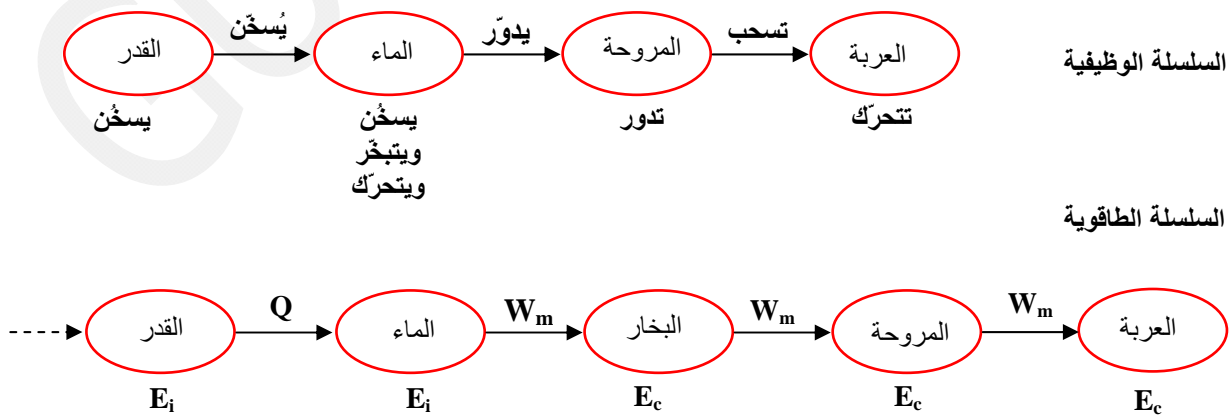 يُسخّن يدوّر تسحب
القدر الماء المروحة العربة
السلسلة الوظيفية
يسخُن يسخُن تدور تتحرّك
ويتبخّر
ويتحرّك
السلسلة الطاقوية
Q Wm Wm Wm
القدر الماء البخار المروحة العربة
Ei Ei Ec Ec Ec